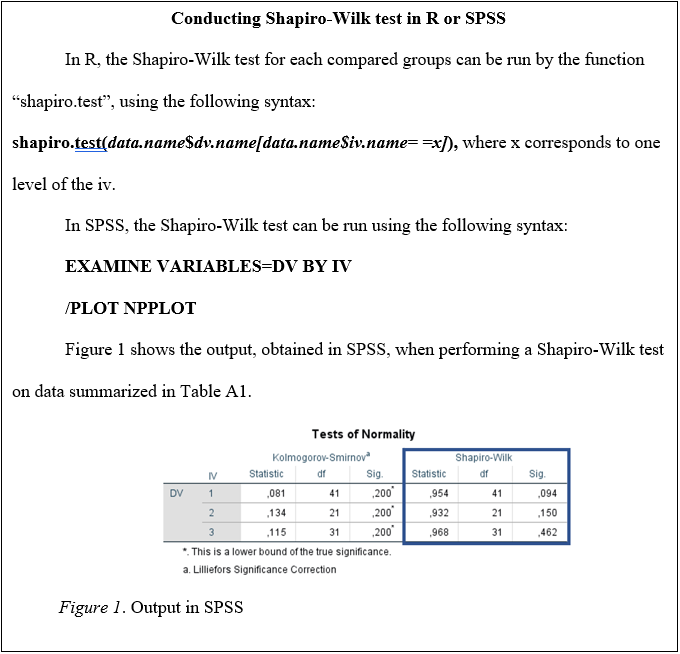 Conducting Shapiro-Wilk test in R or SPSS
In R, the Shapiro-Wilk test for each compared groups can be run by the function
“shapiro.test”, using the following syntax:
shapiro.test(data.name$dv.name[data.name$iv.name= =x]), where x corresponds to one
level of the iv.
In SPSS, the Shapiro-Wilk test can be run using the following syntax:
EXAMINE VARIABLES=DV BY IV
/PLOT NPPLOT
Figure 1 shows the output, obtained in SPSS, when performing a Shapiro-Wilk test
on data summarized in Table A1.
Tests of Normality
Kolmogorov-Smirnovᵃ Shapiro-Wilk
IV Statistic df Sig. Statistic df Sig.
DV 1 ,081 41 ,200* ,954 41 ,094
2 ,134 21 ,200* ,932 21 ,150
3 ,115 31 ,200* ,968 31 ,462
*. This is a lower bound of the true significance.
a. Lilliefors Significance Correction
Figure 1. Output in SPSS